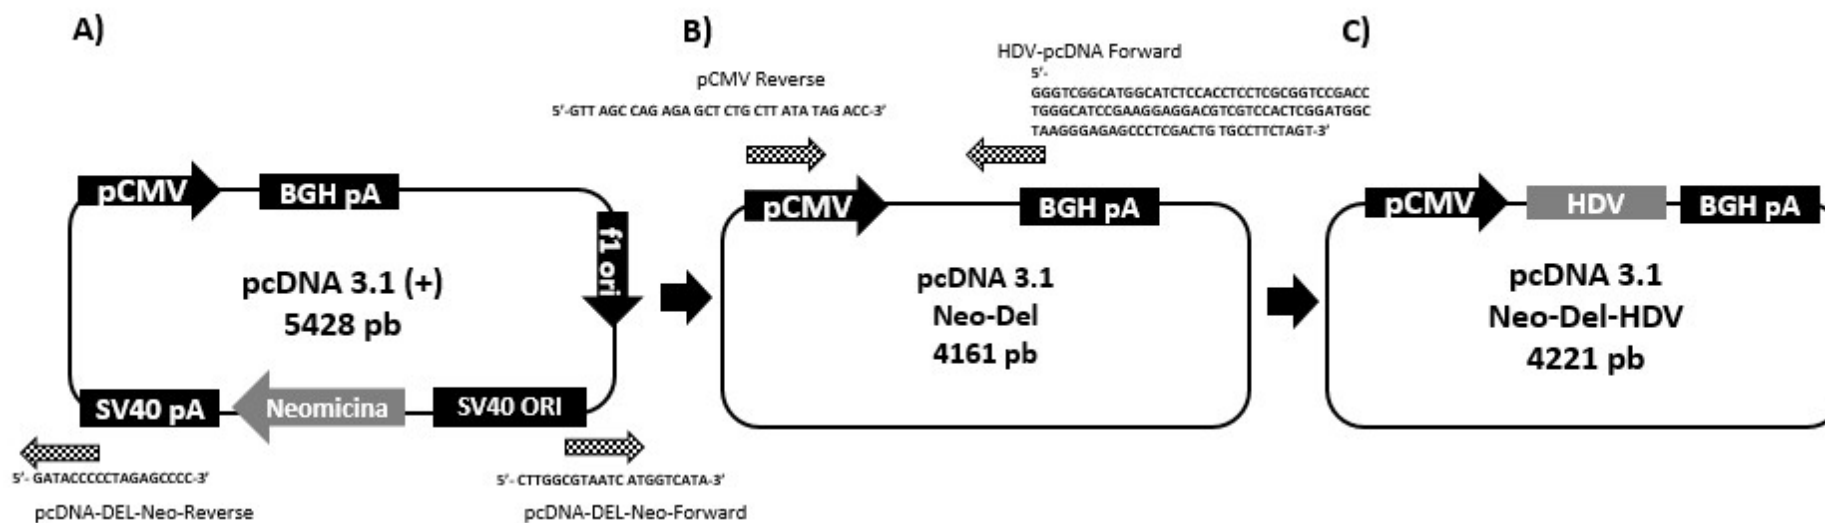 A)
pCMV
BGH pA
f1 ori
pcDNA 3.1 (+)
5428 pb
SV40 pA
Neomicina
SV40 ORI
5'- GATACCCCCTAGAGCCCC-3'
pcDNA-DEL-Neo-Reverse
5'- CTTGGCGTAATC ATGGTCATA-3'
pcDNA-DEL-Neo-Forward
B)
pCMV Reverse
5'-GTT AGC CAG AGA GCT CTG CTT ATA TAG ACC-3'
HDV-pcDNA Forward
5'-
GGGTCGGCATGGCATCTCCACCTCCTCGCGGTCCGACC
TGGGCATCCGAAGGAGGACGTCGTCCACTCGGATGGC
TAAGGGAGAGCCCTCGACTG TGCCTTCTAGT-3'
pCMV
BGH pA
pcDNA 3.1
Neo-Del
4161 pb
C)
pCMV
HDV
BGH pA
pcDNA 3.1
Neo-Del-HDV
4221 pb